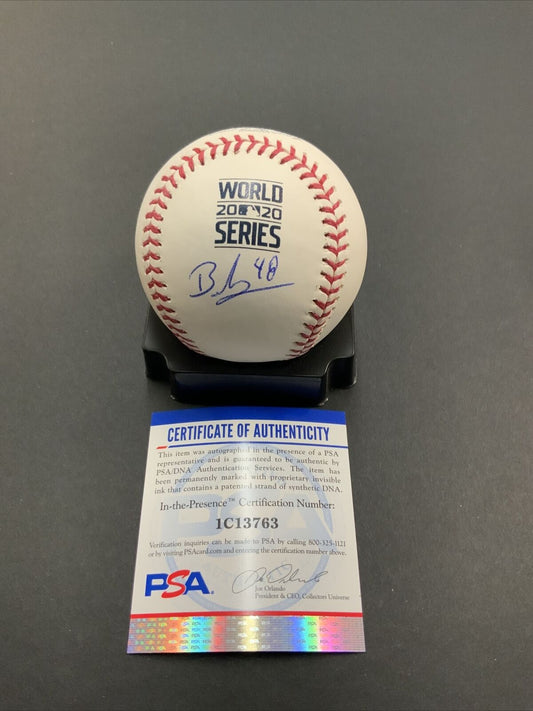 WORLD
20 20
SERIES
48
CERTIFICATE OF AUTHENTICITY
This item was autographed in the presence of a PSA
representative and is guaranteed to be authentic by
PSA/DNA Authentication Services. The item has
been permanently marked with proprietary invisible
ink that contains a patented strand of synthetic DNA.
In-the-Presence™ Certification Number:
1C13763
Verification inquiries can be made to PSA by calling 800-325-1121
or by visiting PSAcard.com and entering the certification number above.
PSA
Joe Orlando
President & CEO, Collectors Universe